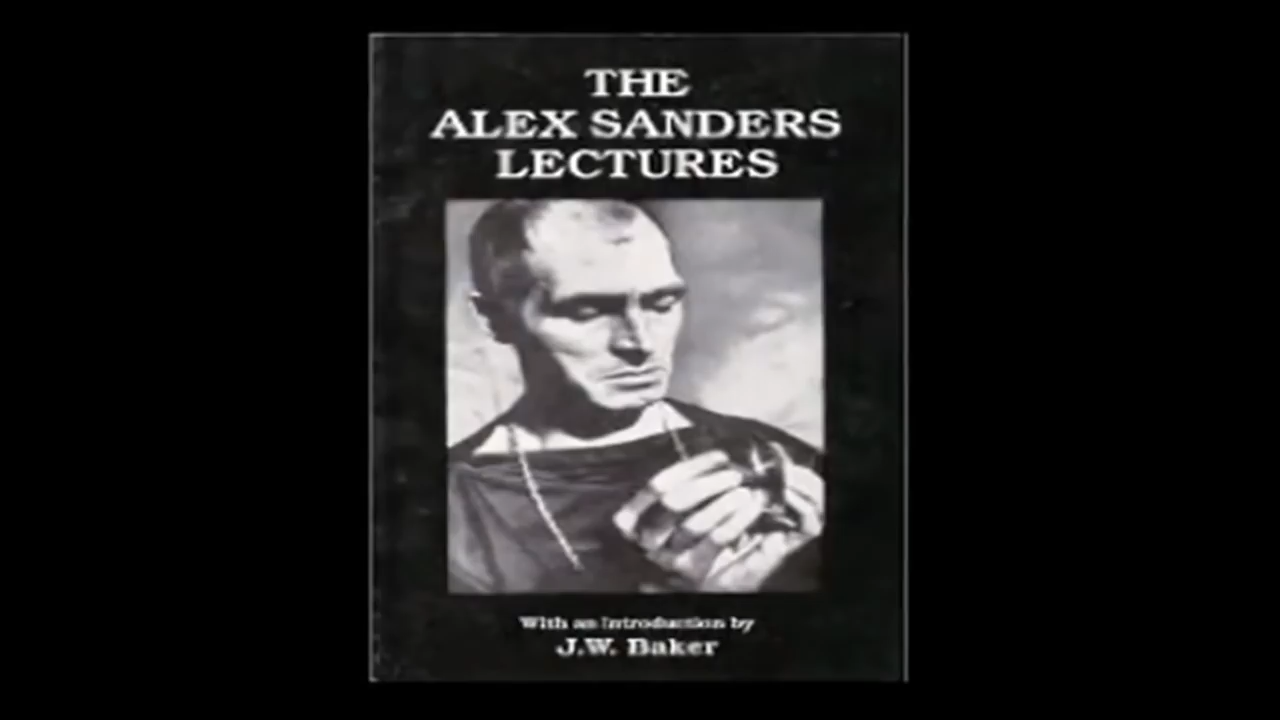 THE
ALEX SANDERS
LECTURES
With an Introduction by
J.W. Baker